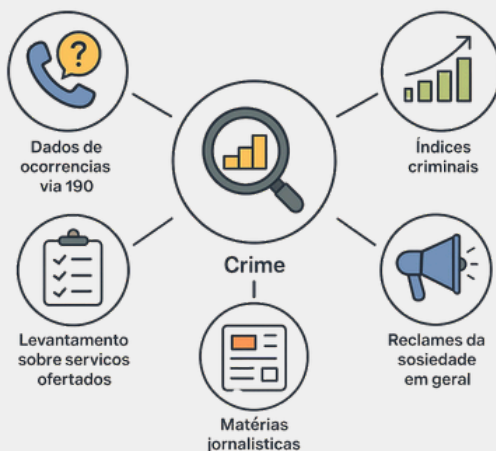 ?
Dados de
ocorrencias
via 190
Índices
criminais
Crime
Levantamento
sobre servicos
ofertados
Reclames da
sosiedade
em geral
Matérias
jornalisticas